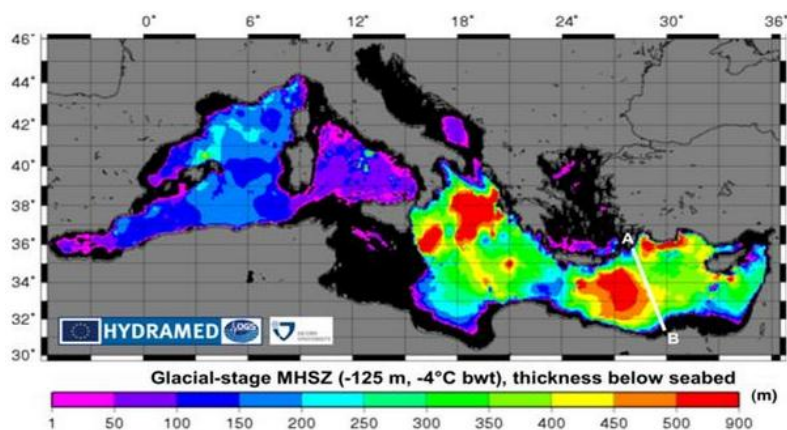 0° 6° 12° 18° 24° 30° 36°
46°
44°
42°
40°
38°
36°
34°
32°
30°
A
B
HYDRAMED OGS
Glacial-stage MHSZ (-125 m, -4°C bwt), thickness below seabed
(m)
1 50 100 150 200 250 300 350 400 450 500 900